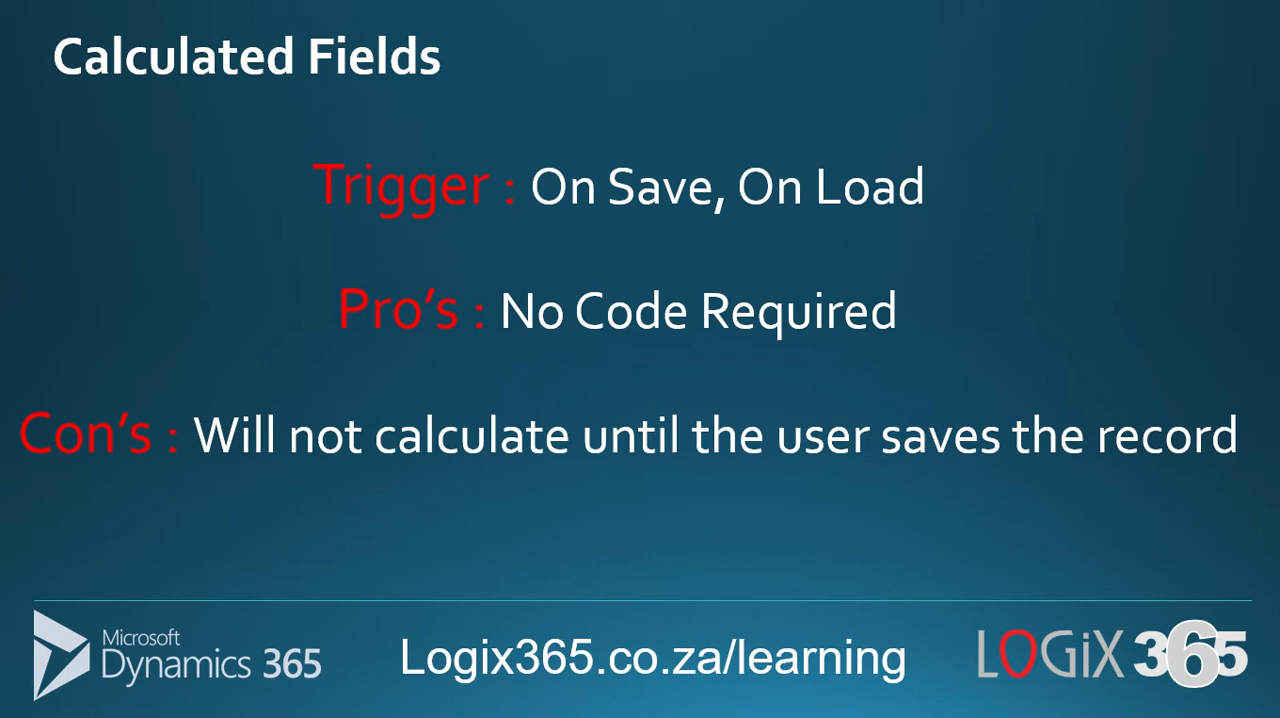 Calculated Fields
Trigger : On Save, On Load
Pro’s : No Code Required
Con’s : Will not calculate until the user saves the record
Microsoft
Dynamics 365
Logix365.co.za/learning
LOGiX 365